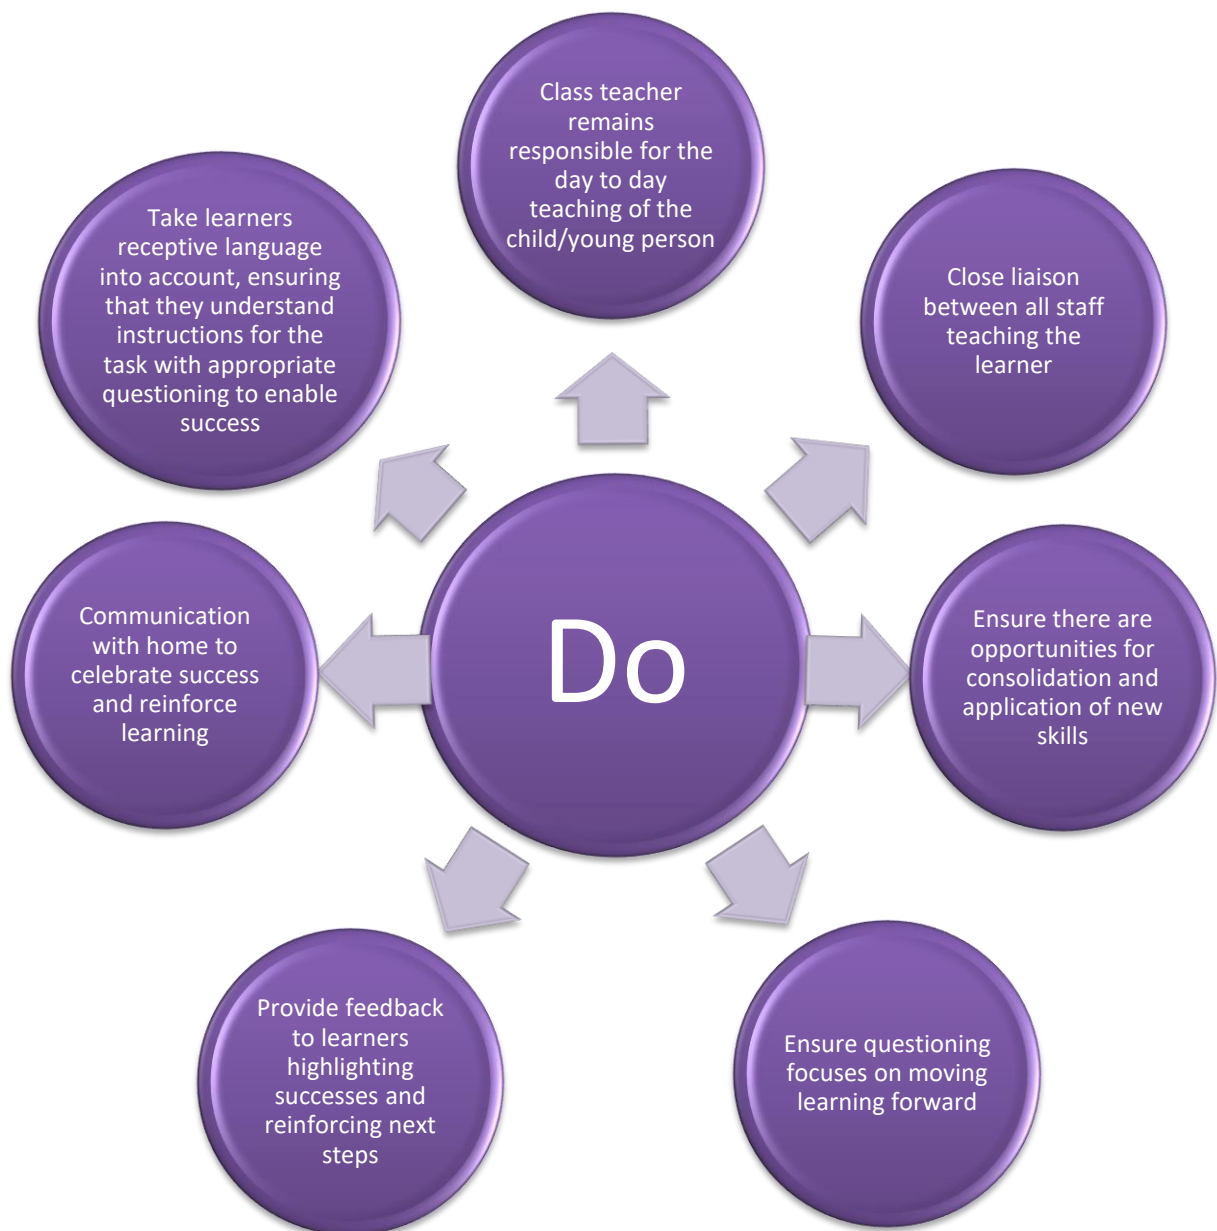 Class teacher
remains
responsible for the
day to day
teaching of the
child/young person
Close liaison
between all staff
teaching the
learner
Ensure there are
opportunities for
consolidation and
application of new
skills
Ensure questioning
focuses on moving
learning forward
Provide feedback
to learners
highlighting
successes and
reinforcing next
steps
Communication
with home to
celebrate success
and reinforce
learning
Take learners
receptive language
into account, ensuring
that they understand
instructions for the
task with appropriate
questioning to enable
success
Do